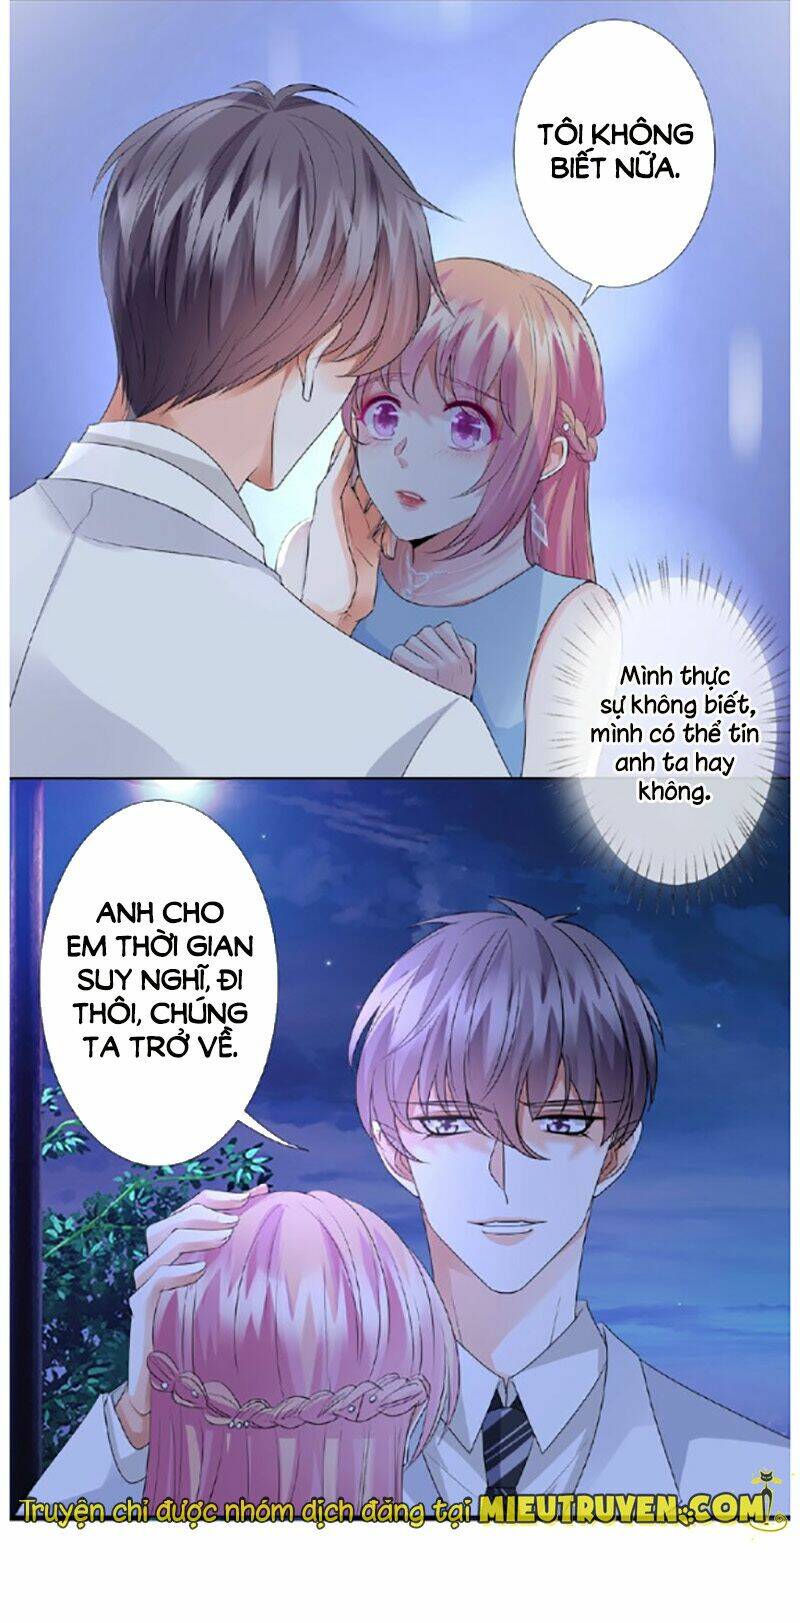 TÔI KHÔNG
BIẾT NỮA.
Mình thực
sự không biết,
mình có thể tin
anh ta hay
không.
ANH CHO
EM THỜI GIAN
SUY NGHĨ, ĐI
THÔI, CHÚNG
TA TRỞ VỀ.
Truyện chỉ được nhóm dịch đăng tại MIEUTRUYEN.COM